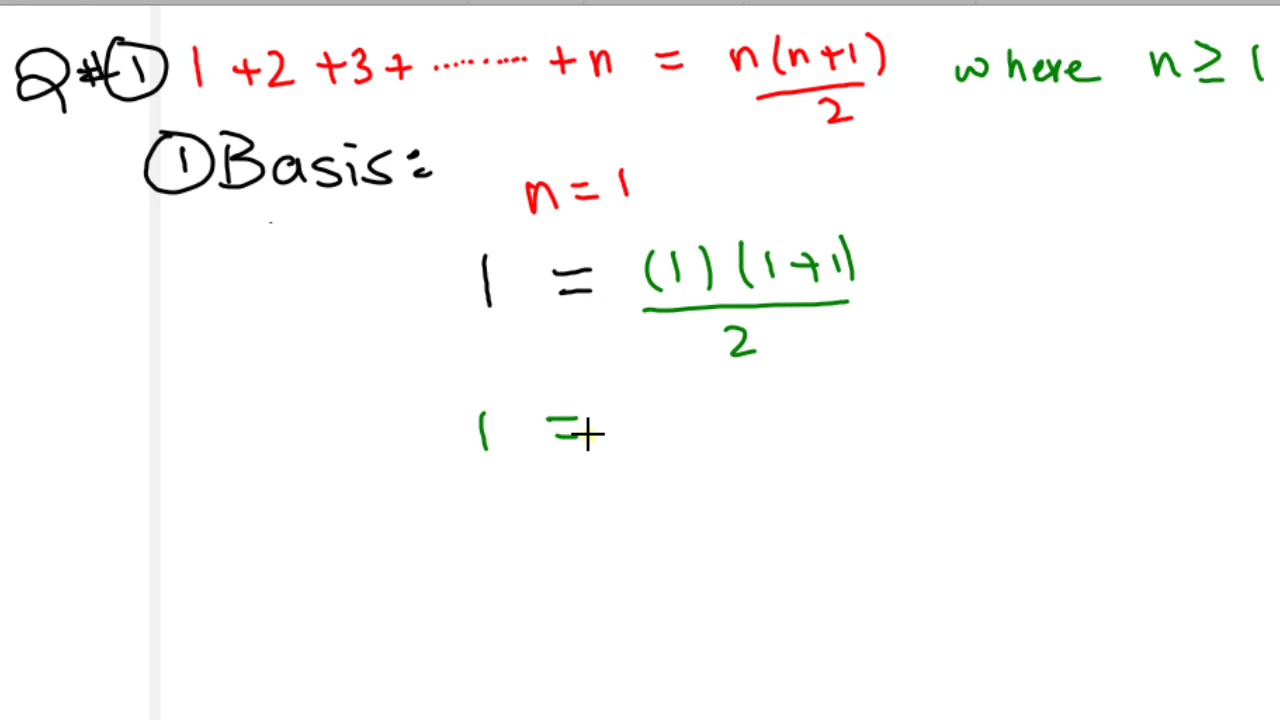 Q# ① 1 +2 +3+ ......... +n = n(n+1)/2 where n ≥ 1
① Basis:
n = 1
1 = (1)(1+1)/2
1 =